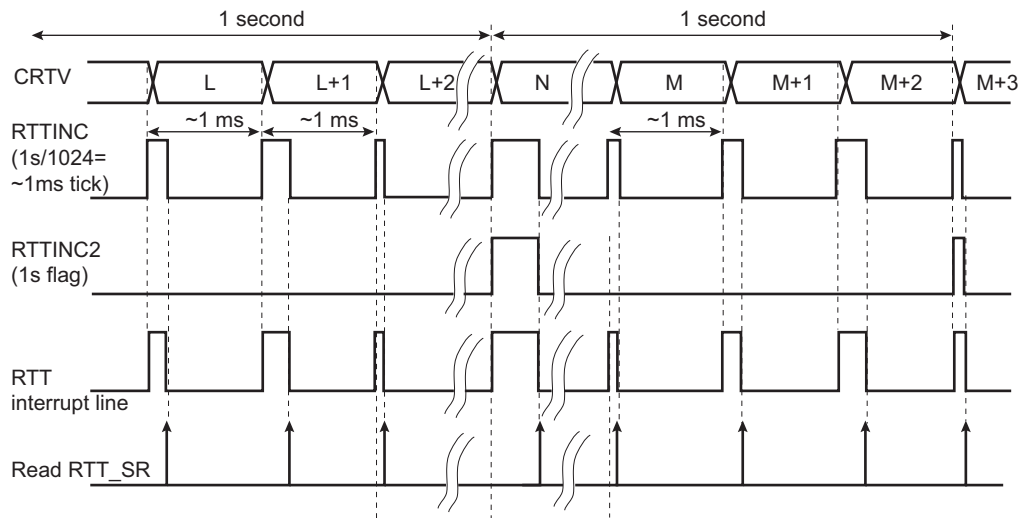 1 second 1 second
CRTV L L+1 L+2 N M M+1 M+2 M+3
~1 ms ~1 ms ~1 ms
RTTINC
(1s/1024=
~1ms tick)
RTTINC2
(1s flag)
RTT
interrupt line
Read RTT_SR